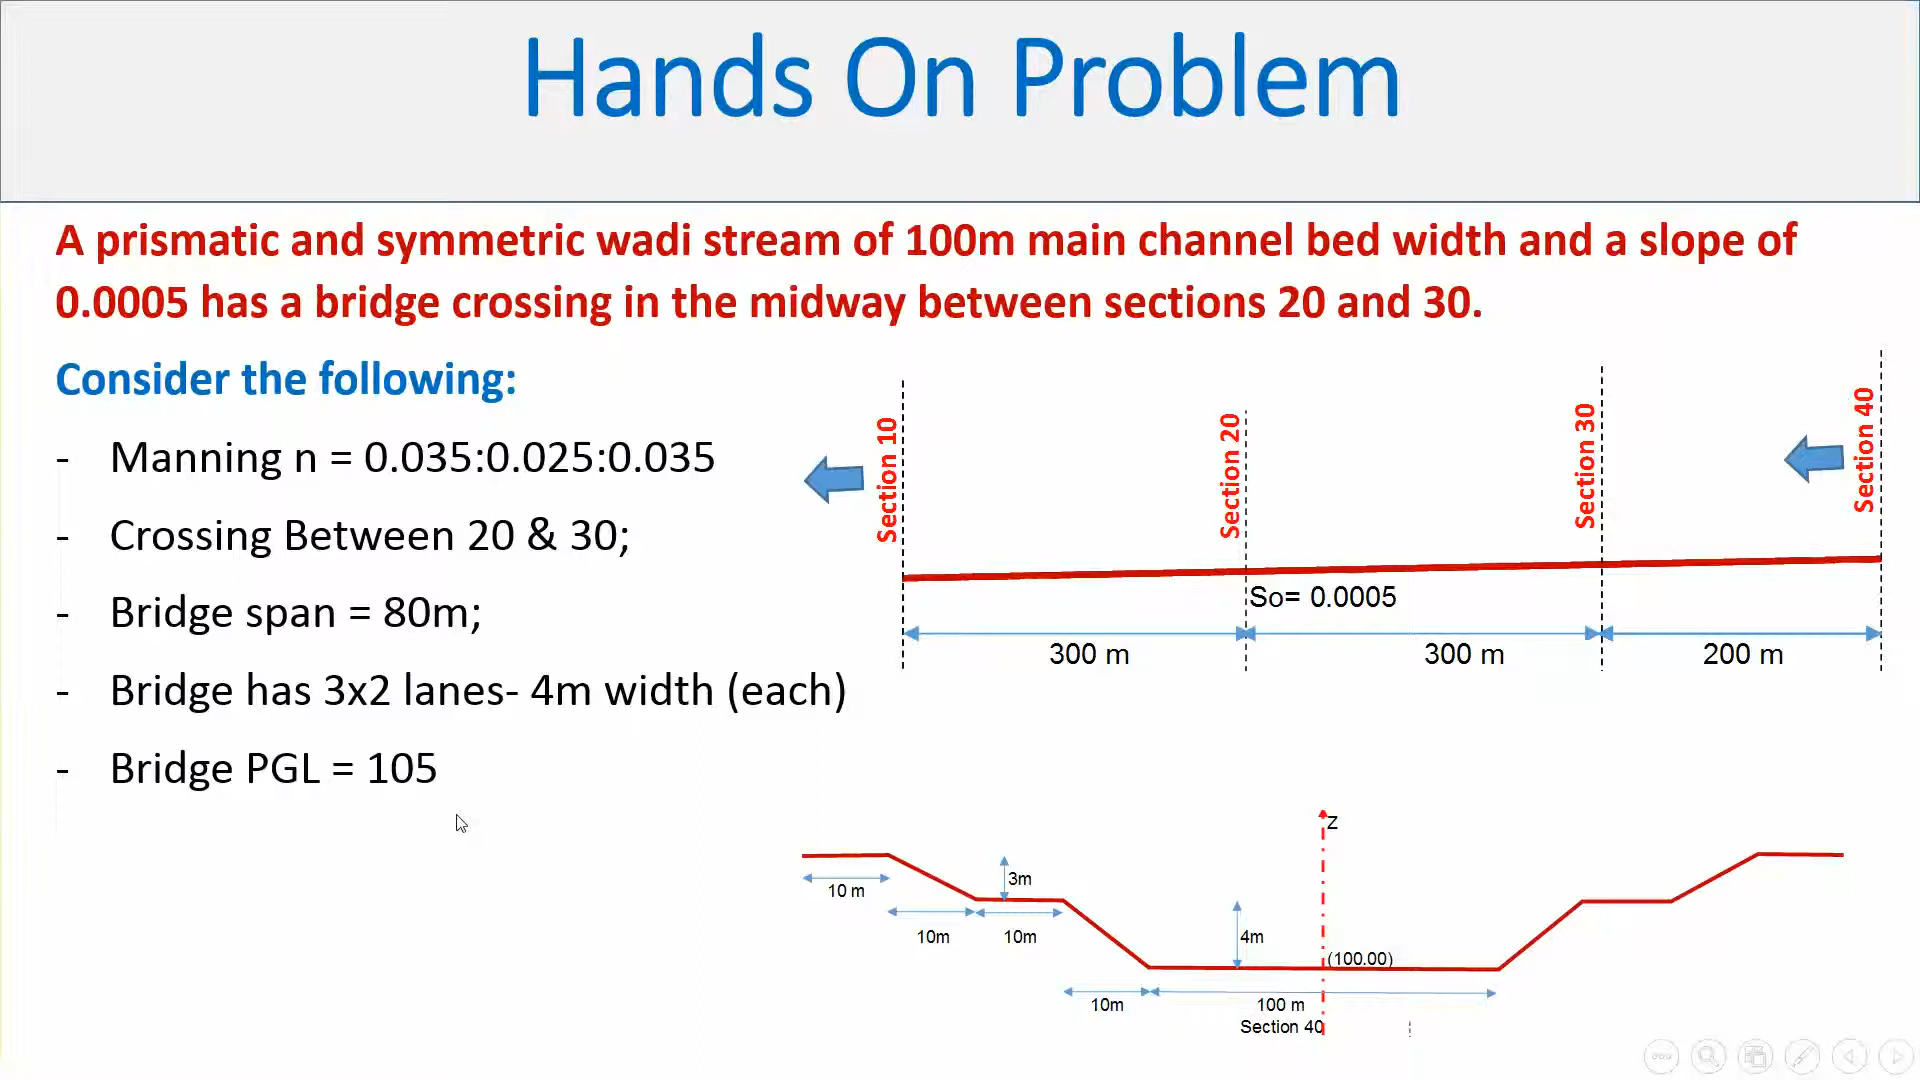 Hands On Problem
A prismatic and symmetric wadi stream of 100m main channel bed width and a slope of
0.0005 has a bridge crossing in the midway between sections 20 and 30.
Consider the following:
- Manning n = 0.035:0.025:0.035
- Crossing Between 20 & 30;
- Bridge span = 80m;
- Bridge has 3x2 lanes- 4m width (each)
- Bridge PGL = 105
Section 10
Section 20
Section 30
Section 40
So= 0.0005
300 m
300 m
200 m
Z
3m
10 m
10m
10m
4m
(100.00)
10m
100 m
Section 40